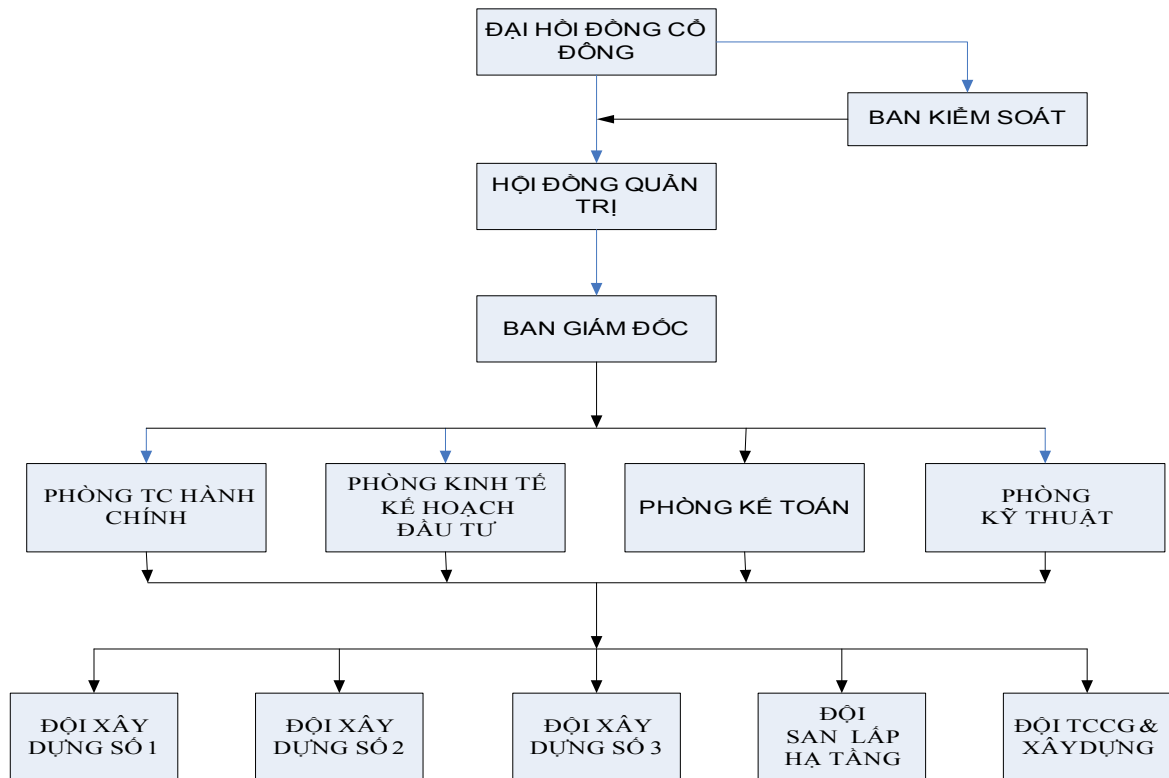 ĐẠI HỒI ĐỒNG CỔ
ĐÔNG
BAN KIỂM SOÁT
HỘI ĐỒNG QUẢN
TRỊ
BAN GIÁM ĐỐC
PHÒNG TC HÀNH
CHÍNH
PHÒNG KINH TẾ
KẾ HOẠCH
ĐẦU TƯ
PHÒNG KẾ TOÁN
PHÒNG
KỸ THUẬT
ĐỘI XÂY
DỰNG SỐ 1
ĐỘI XÂY
DỰNG SỐ 2
ĐỘI XÂY
DỰNG SỐ 3
ĐỘI
SAN LẤP
HẠ TẦNG
ĐỘI TCCG &
XÂYDỰNG